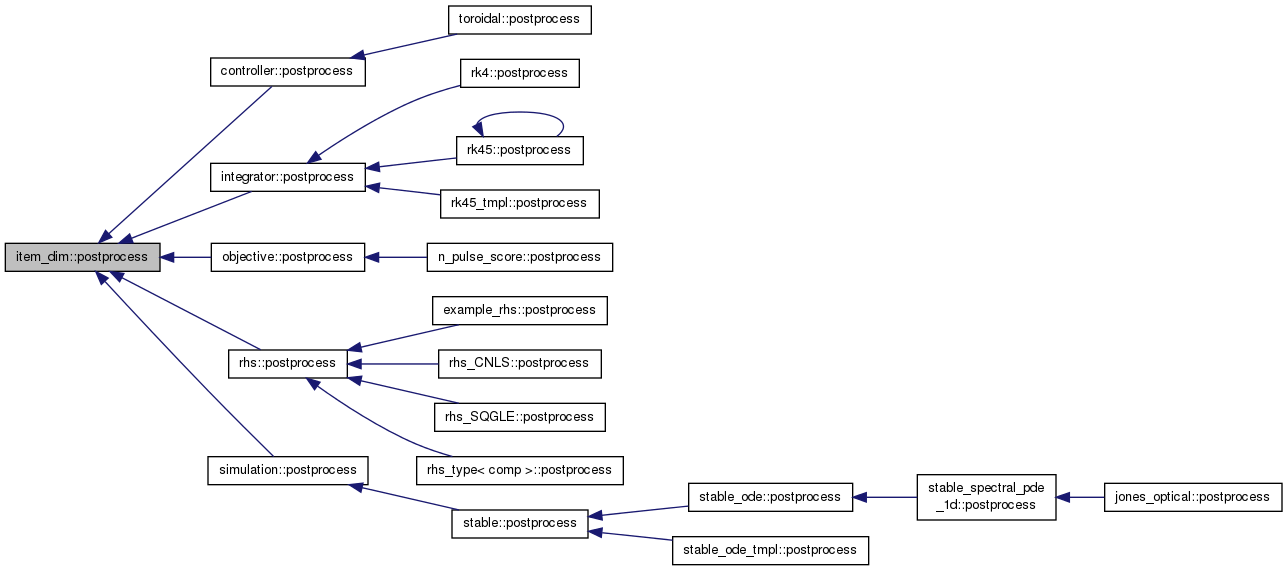 toroidal::postprocess
controller::postprocess
rk4::postprocess
rk45::postprocess
integrator::postprocess
rk45_tmpl::postprocess
item_dim::postprocess
objective::postprocess
n_pulse_score::postprocess
example_rhs::postprocess
rhs::postprocess
rhs_CNLS::postprocess
rhs_SQGLE::postprocess
simulation::postprocess
rhs_type< comp >::postprocess
stable::postprocess
stable_ode::postprocess
stable_spectral_pde
_1d::postprocess
jones_optical::postprocess
stable_ode_tmpl::postprocess